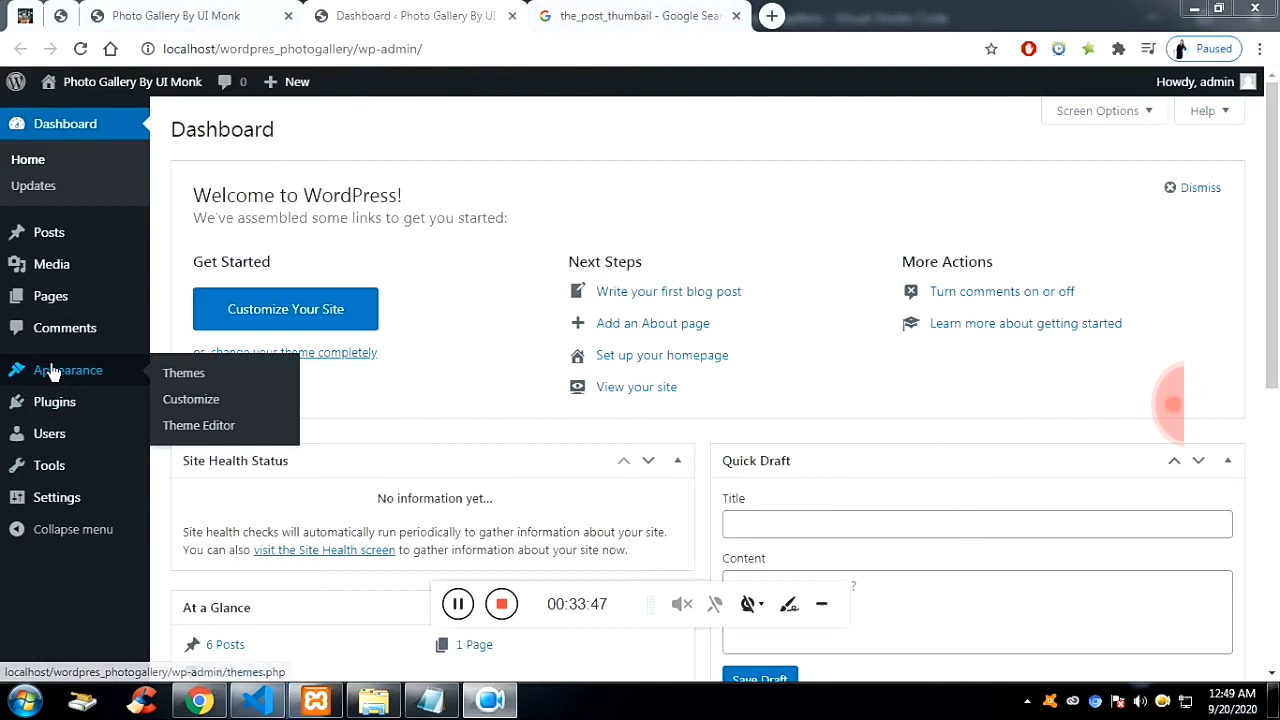 Photo Gallery By UI Monk
Dashboard ‹ Photo Gallery By UI
the_post_thumbail - Google Sear
Visual Studio Code
localhost/wordpres_photogallery/wp-admin/
Paused
Photo Gallery By UI Monk
0
New
Howdy, admin
Dashboard
Home
Updates
Posts
Media
Pages
Comments
Appearance
Plugins
Users
Tools
Settings
Collapse menu
Themes
Customize
Theme Editor
Dashboard
Screen Options
Help
Welcome to WordPress!
We've assembled some links to get you started:
Dismiss
Get Started
Customize Your Site
or, change your theme completely
Next Steps
Write your first blog post
Add an About page
Set up your homepage
View your site
More Actions
Turn comments on or off
Learn more about getting started
Site Health Status
No information yet...
Site health checks will automatically run periodically to gather information about your site.
You can also visit the Site Health screen to gather information about your site now.
At a Glance
6 Posts
1 Page
Quick Draft
Title
Content
?
Save Draft
00:33:47
localhost/wordpres_photogallery/wp-admin/themes.php
12:49 AM
9/20/2020